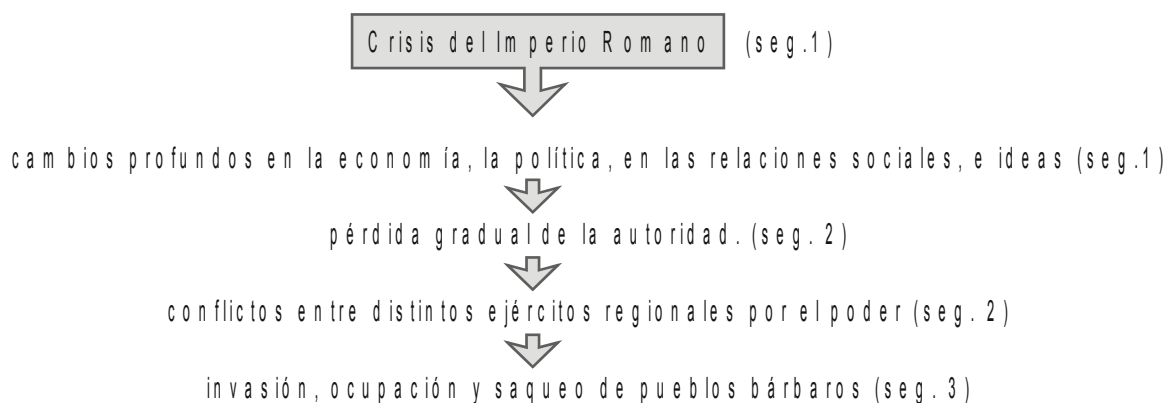 Crisis del Imperio Romano (seg.1)
cambios profundos en la economía, la política, en las relaciones sociales, e ideas (seg.1)
pérdida gradual de la autoridad. (seg. 2)
conflictos entre distintos ejércitos regionales por el poder (seg. 2)
invasión, ocupación y saqueo de pueblos bárbaros (seg. 3)